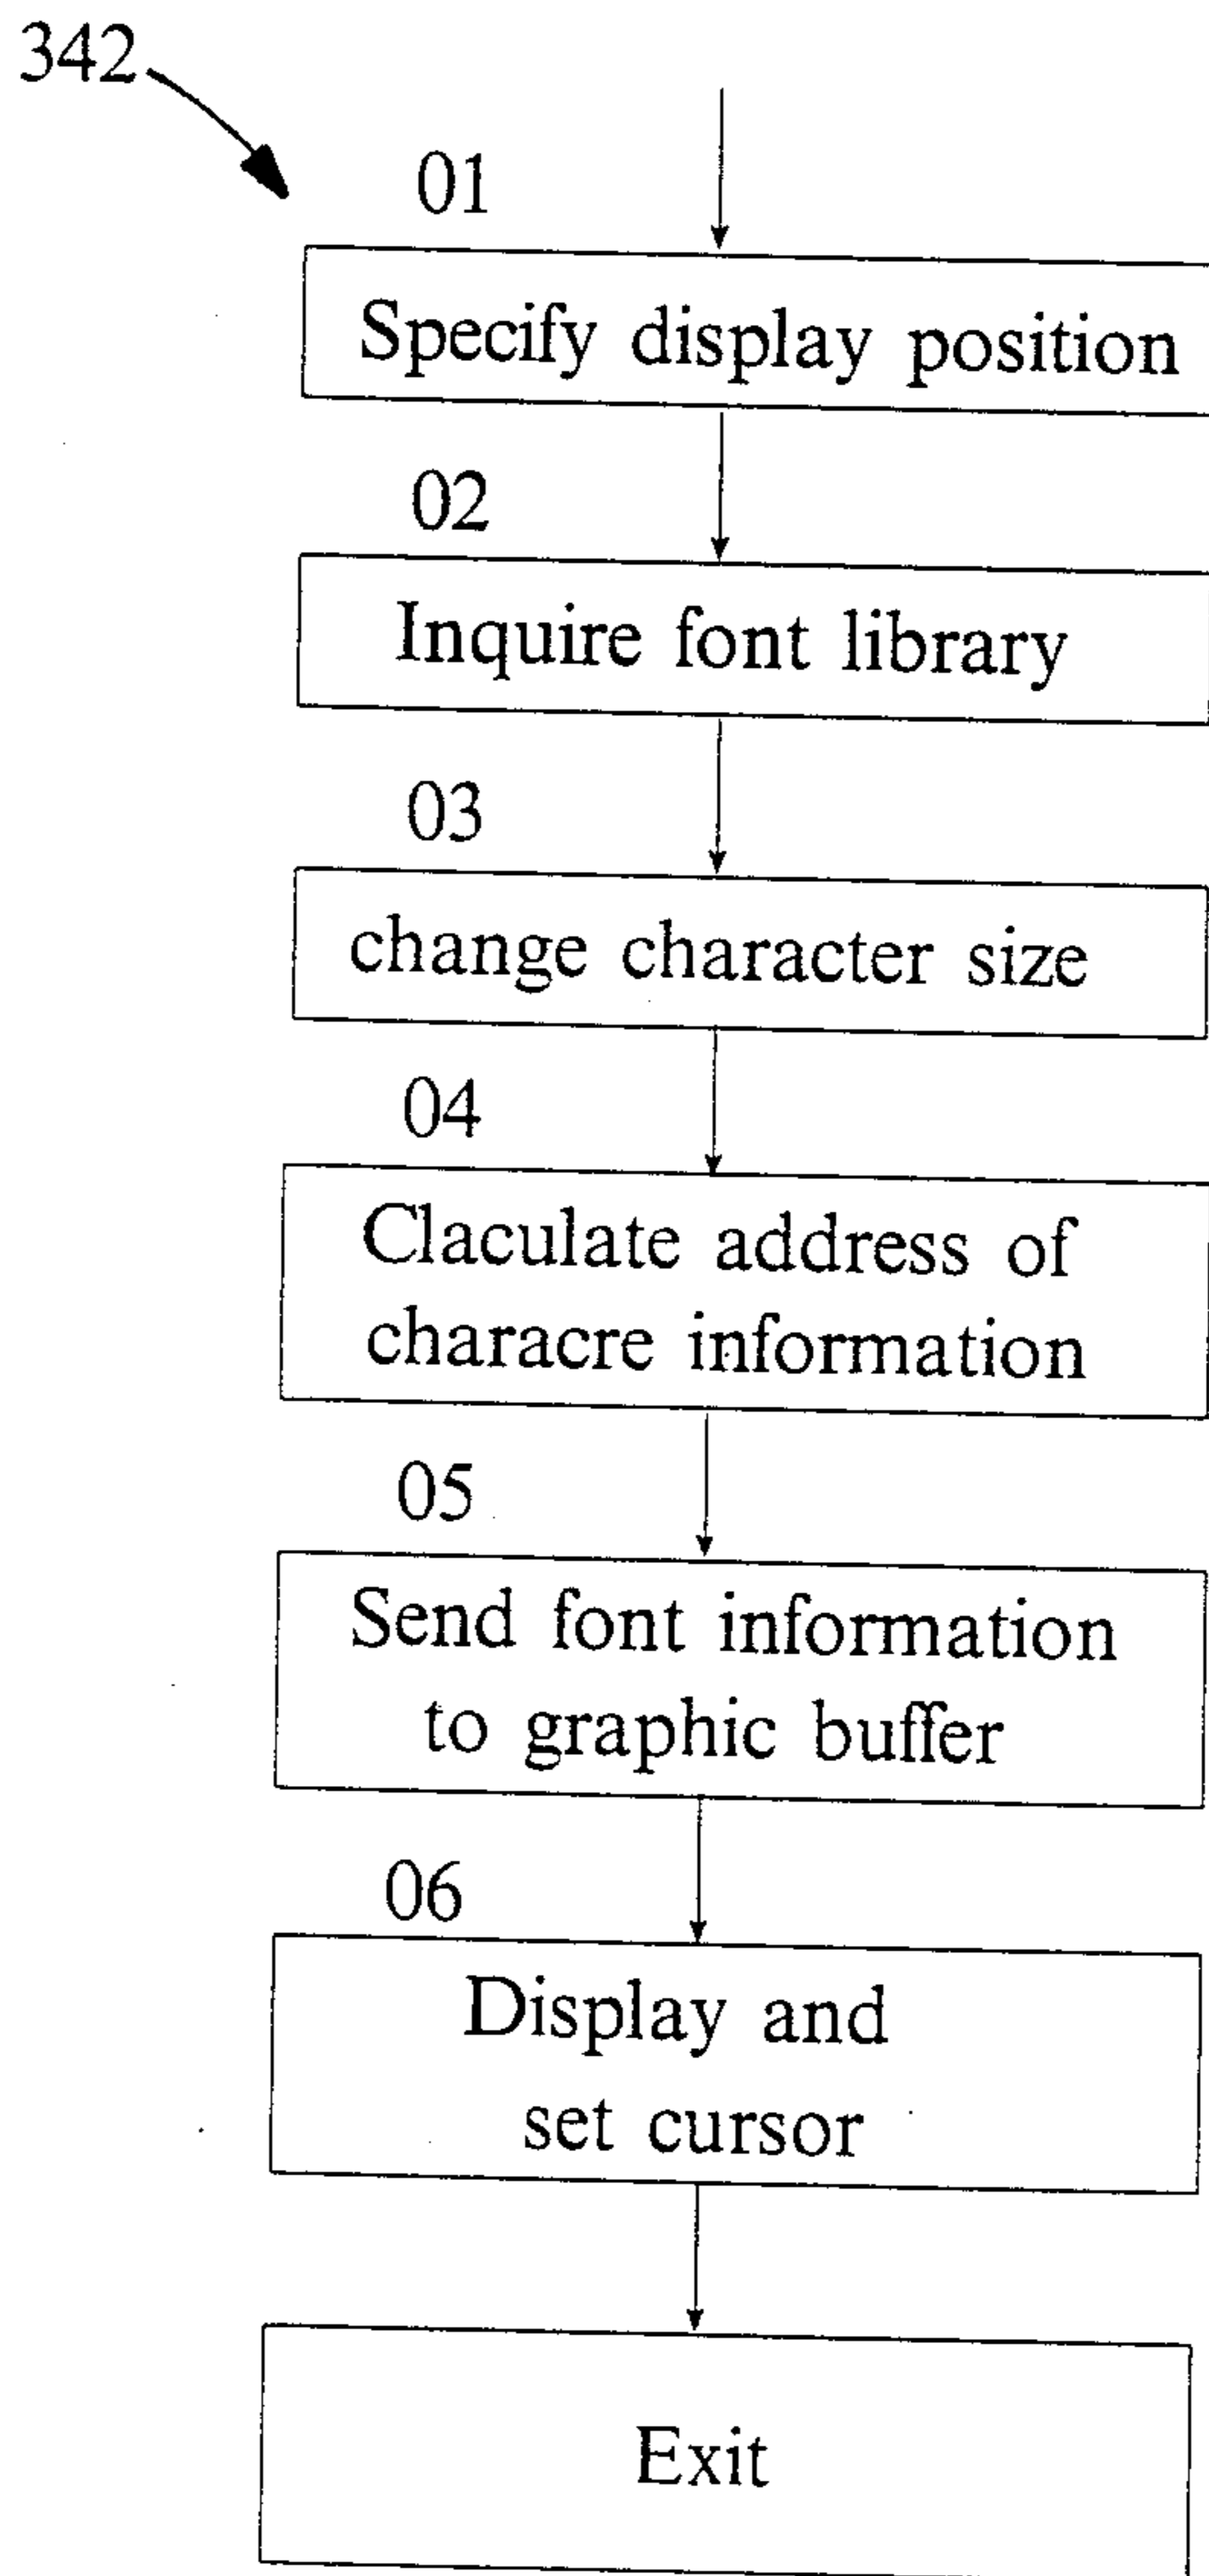 342
01
Specify display position
02
Inquire font library
03
change character size
04
Claculate address of
characre information
05
Send font information
to graphic buffer
06
Display and
set cursor
Exit